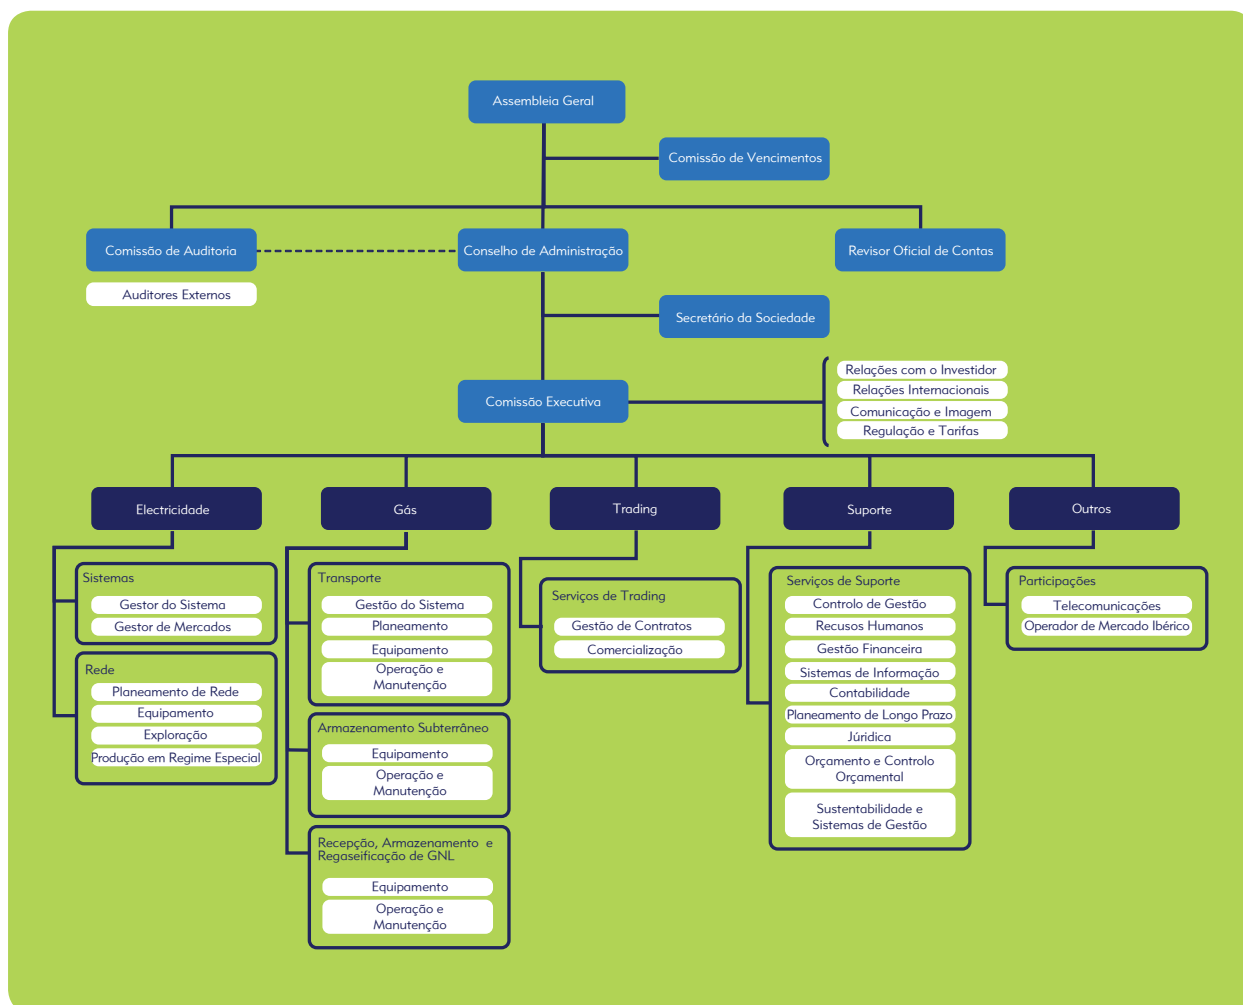 Assembleia Geral
Comissão de Vencimentos
Comissão de Auditoria
Conselho de Administração
Revisor Oficial de Contas
Auditores Externos
Secretário da Sociedade
Comissão Executiva
Relações com o Investidor
Relações Internacionais
Comunicação e Imagem
Regulação e Tarifas
Electricidade
Gás
Trading
Suporte
Outros
Sistemas
Gestor do Sistema
Gestor de Mercados
Rede
Planeamento de Rede
Equipamento
Exploração
Produção em Regime Especial
Transporte
Gestão do Sistema
Planeamento
Equipamento
Operação e
Manutenção
Armazenamento Subterrâneo
Equipamento
Operação e
Manutenção
Recepção, Armazenamento e
Regaseificação de GNL
Equipamento
Operação e
Manutenção
Serviços de Trading
Gestão de Contratos
Comercialização
Serviços de Suporte
Controlo de Gestão
Recusos Humanos
Gestão Financeira
Sistemas de Informação
Contabilidade
Planeamento de Longo Prazo
Júridica
Orçamento e Controlo
Orçamental
Sustentabilidade e
Sistemas de Gestão
Participações
Telecomunicações
Operador de Mercado Ibérico